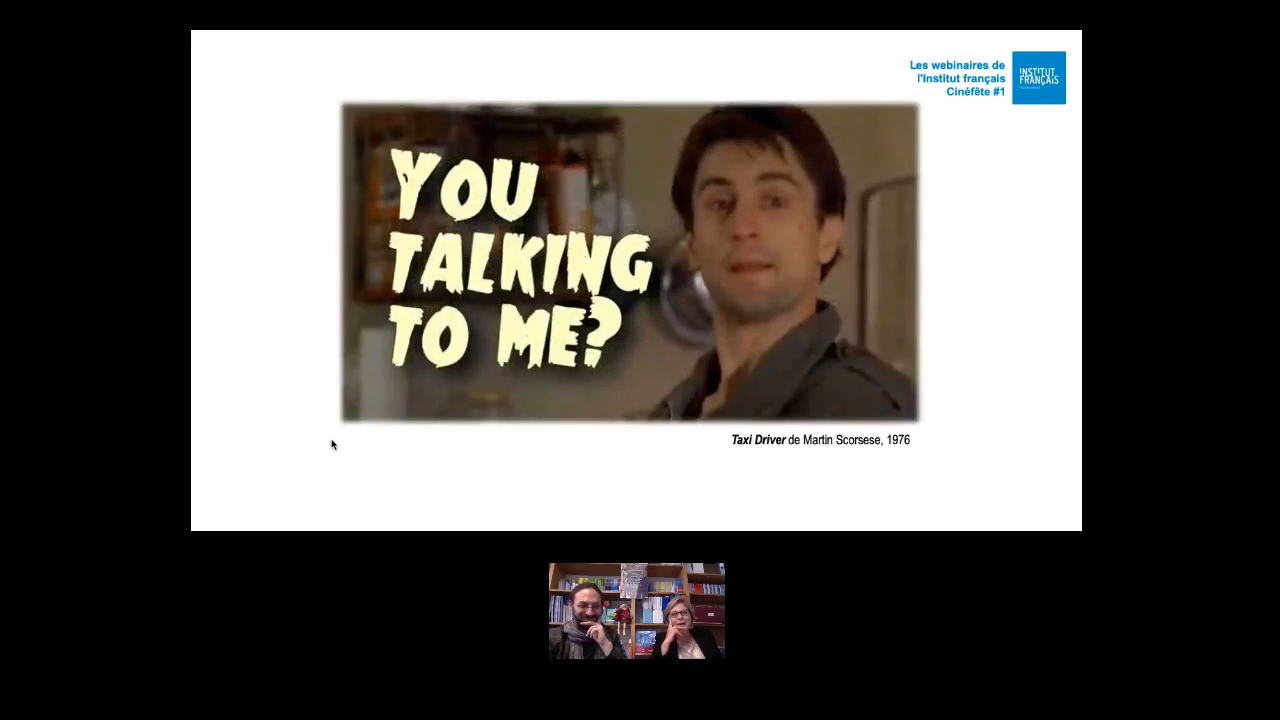 Les webinaires de
l'Institut français
Cinéfête #1
INSTITUT
FRANÇAIS
YOU
TALKING
TO ME?
Taxi Driver de Martin Scorsese, 1976